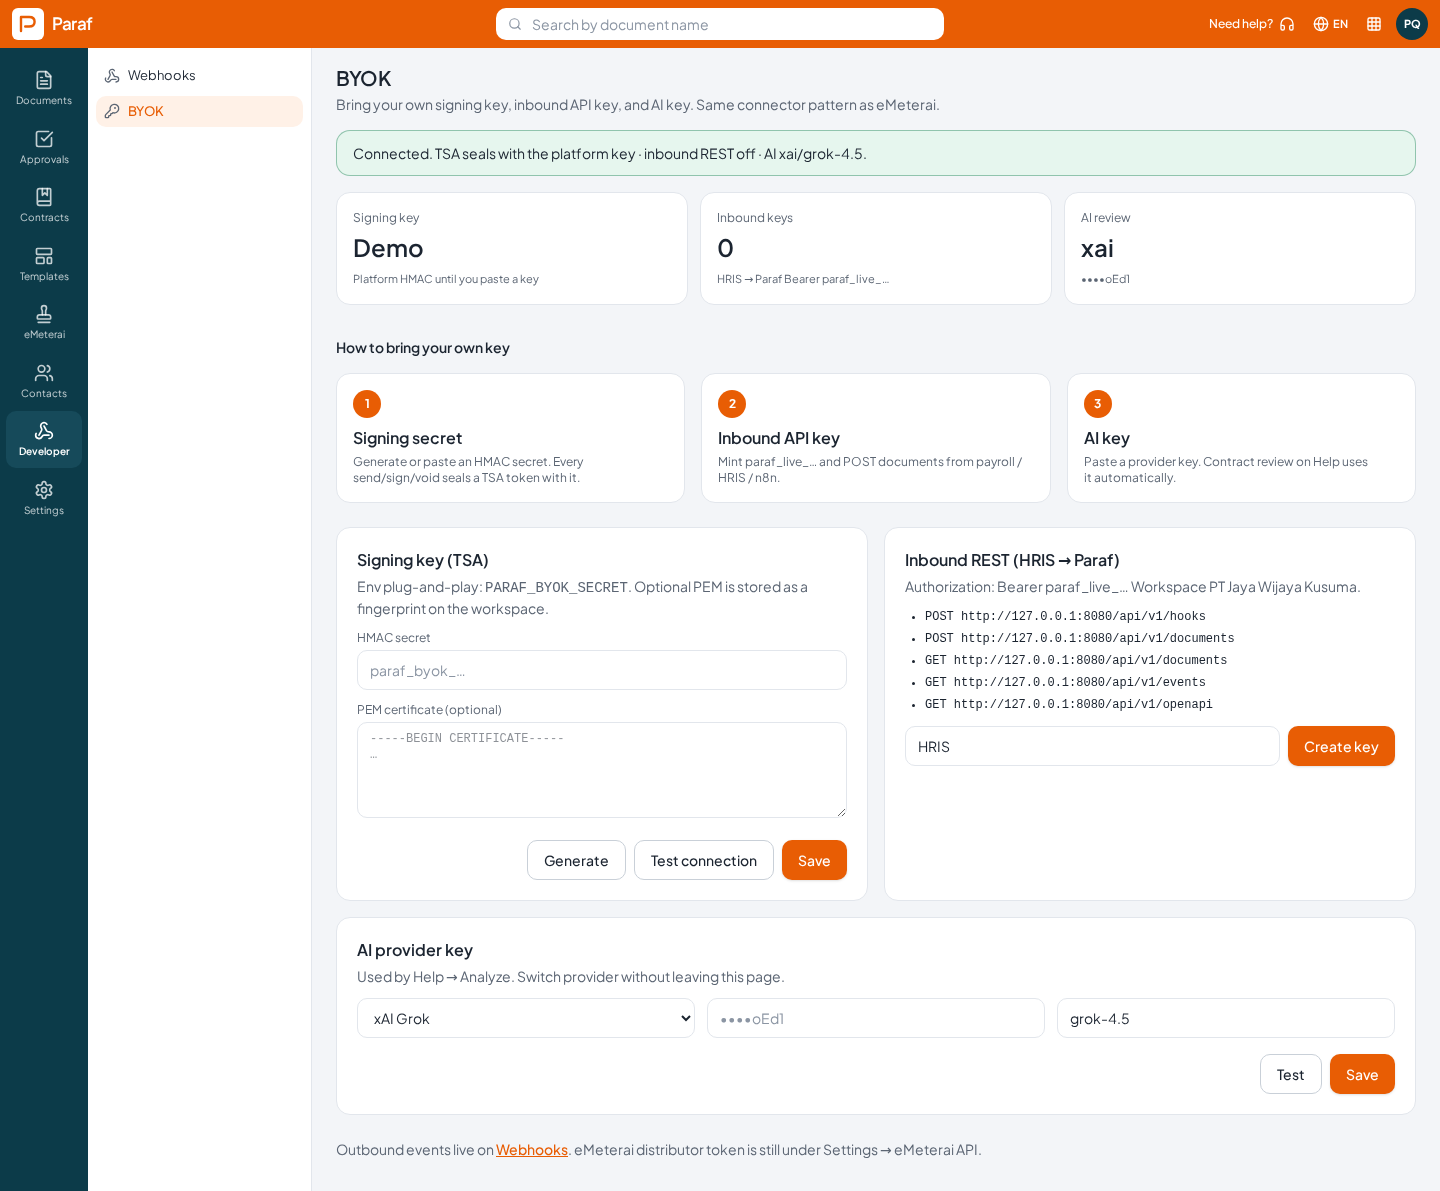 Paraf
Search by document name
Need help?
EN
PQ
Documents
Approvals
Contracts
Templates
eMeterai
Contacts
Developer
Settings
Webhooks
BYOK
BYOK
Bring your own signing key, inbound API key, and AI key. Same connector pattern as eMeterai.
Connected. TSA seals with the platform key · inbound REST off · AI xai/grok-4.5.
Signing key
Demo
Platform HMAC until you paste a key
Inbound keys
0
HRIS → Paraf Bearer paraf_live_…
AI review
xai
••••oEd1
How to bring your own key
1
Signing secret
Generate or paste an HMAC secret. Every
send/sign/void seals a TSA token with it.
2
Inbound API key
Mint paraf_live_… and POST documents from payroll /
HRIS / n8n.
3
AI key
Paste a provider key. Contract review on Help uses
it automatically.
Signing key (TSA)
Env plug-and-play: PARAF_BYOK_SECRET. Optional PEM is stored as a
fingerprint on the workspace.
HMAC secret
paraf_byok_…
PEM certificate (optional)
-----BEGIN CERTIFICATE-----
…
Generate
Test connection
Save
Inbound REST (HRIS → Paraf)
Authorization: Bearer paraf_live_… Workspace PT Jaya Wijaya Kusuma.
• POST http://127.0.0.1:8080/api/v1/hooks
• POST http://127.0.0.1:8080/api/v1/documents
• GET http://127.0.0.1:8080/api/v1/documents
• GET http://127.0.0.1:8080/api/v1/events
• GET http://127.0.0.1:8080/api/v1/openapi
HRIS
Create key
AI provider key
Used by Help → Analyze. Switch provider without leaving this page.
xAI Grok
••••oEd1
grok-4.5
Test
Save
Outbound events live on Webhooks. eMeterai distributor token is still under Settings → eMeterai API.